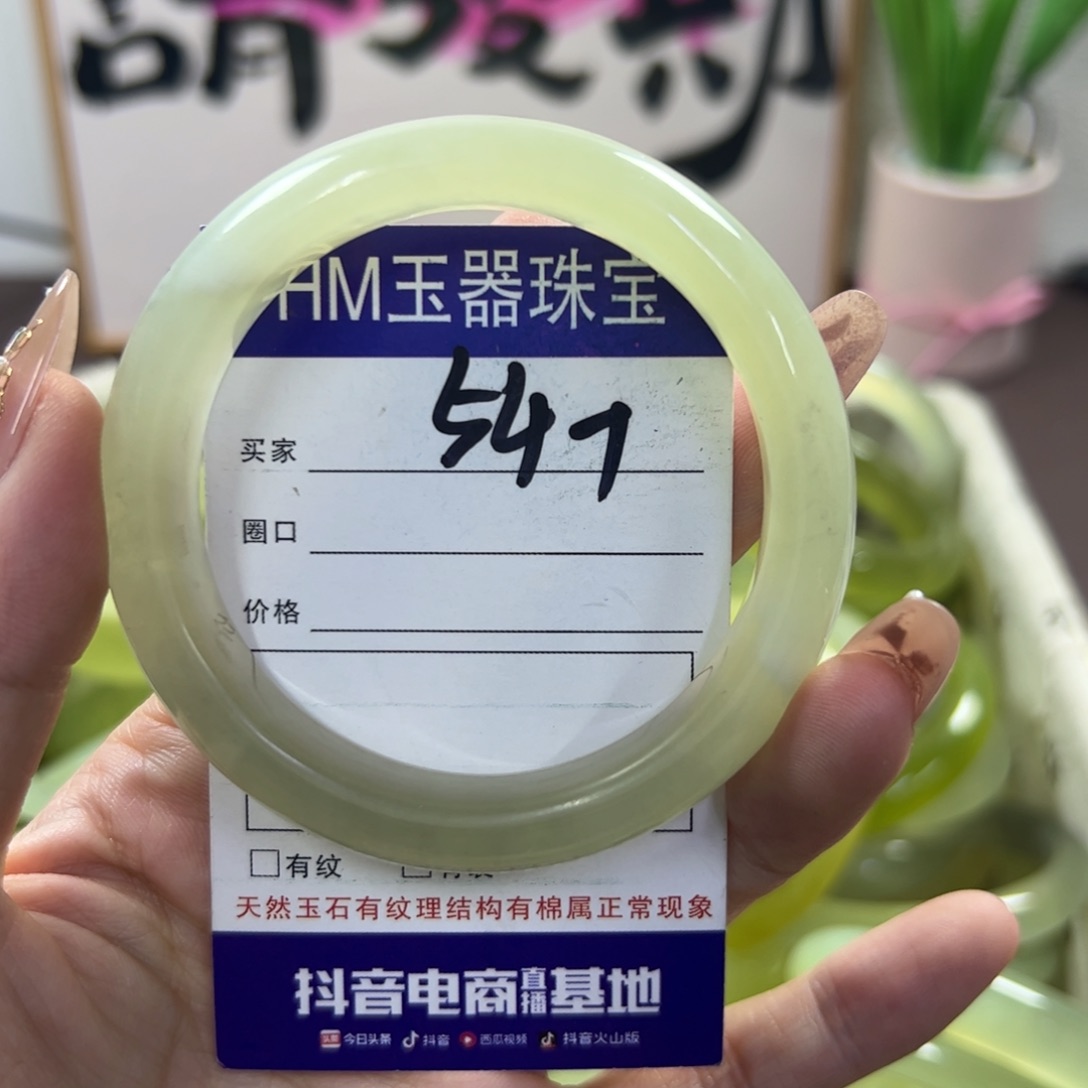 HM玉器珠宝
547
买家
圈口
价格
有纹
天然玉石有纹理结构有棉属正常现象
抖音电商直播基地
头条 今日头条 抖音 西瓜视频 抖音火山版